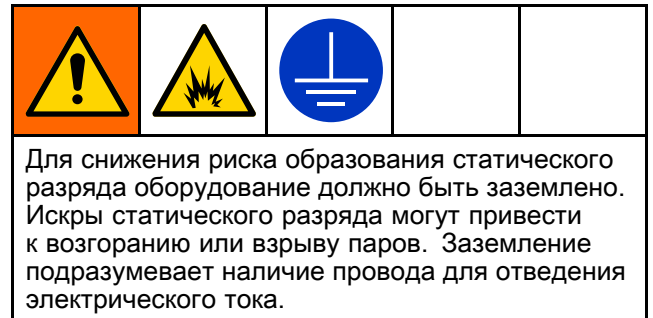 Для снижения риска образования статического
разряда оборудование должно быть заземлено.
Искры статического разряда могут привести
к возгоранию или взрыву паров. Заземление
подразумевает наличие провода для отведения
электрического тока.